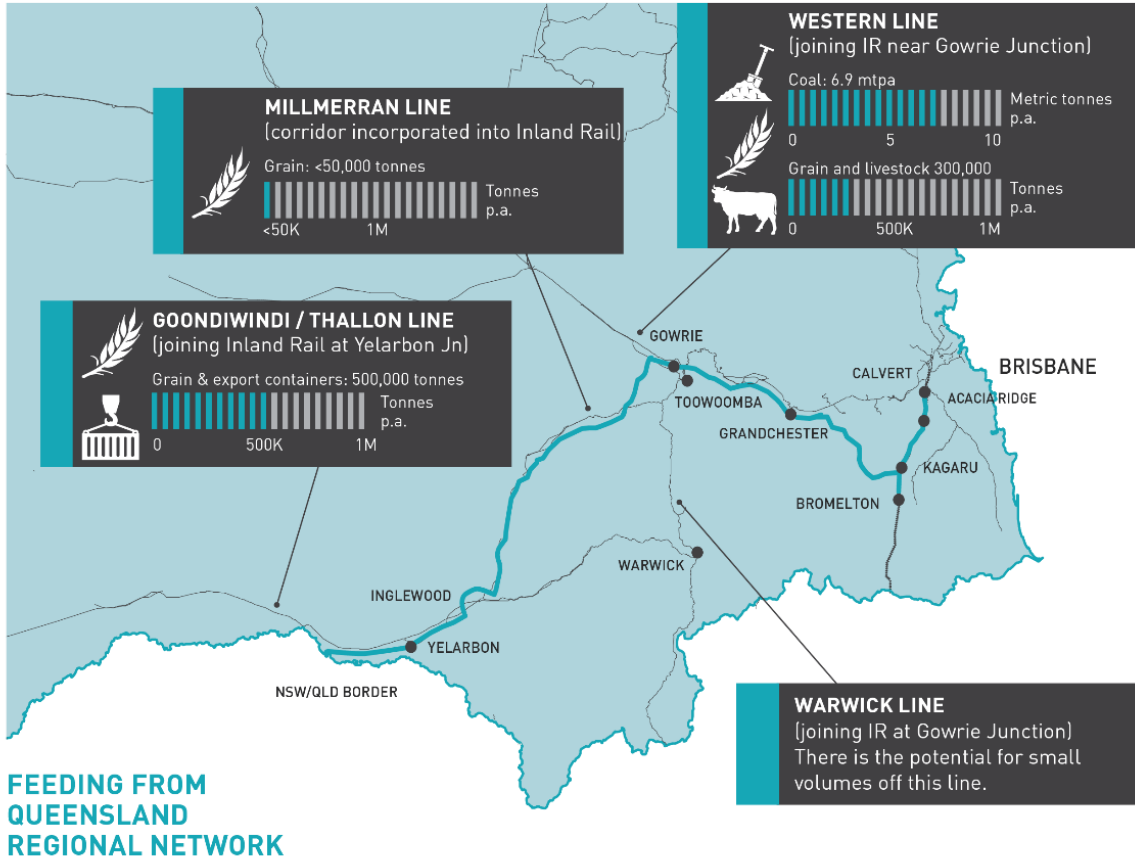 WESTERN LINE
(joining IR near Gowrie Junction)
Coal: 6.9 mtpa
Metric tonnes
p.a.
0 5 10
Grain and livestock 300,000
Tonnes
p.a.
0 500K 1M
MILLMERRAN LINE
(corridor incorporated into Inland Rail)
Grain: <50,000 tonnes
Tonnes
p.a.
<50K 1M
GOONDIWINDI / THALLON LINE
(joining Inland Rail at Yelarbon Jn)
Grain & export containers: 500,000 tonnes
Tonnes
p.a.
0 500K 1M
GOWRIE
TOOWOOMBA
GRANDCHESTER
CALVERT
BRISBANE
ACACIA RIDGE
KAGARU
BROMELTON
WARWICK
INGLEWOOD
YELARBON
NSW/QLD BORDER
WARWICK LINE
(joining IR at Gowrie Junction)
There is the potential for small
volumes off this line.
FEEDING FROM
QUEENSLAND
REGIONAL NETWORK